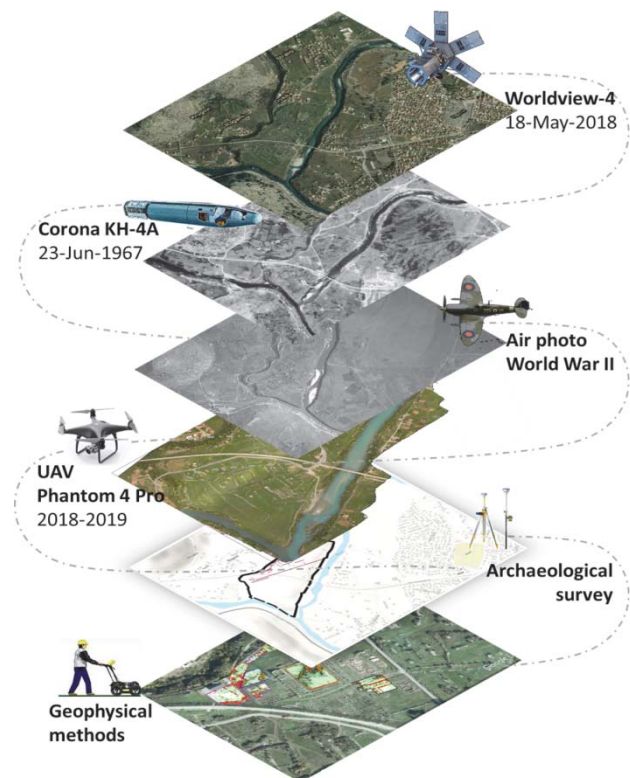 Worldview-4
18-May-2018
Corona KH-4A
23-Jun-1967
Air photo
World War II
UAV
Phantom 4 Pro
2018-2019
Archaeological
survey
Geophysical
methods